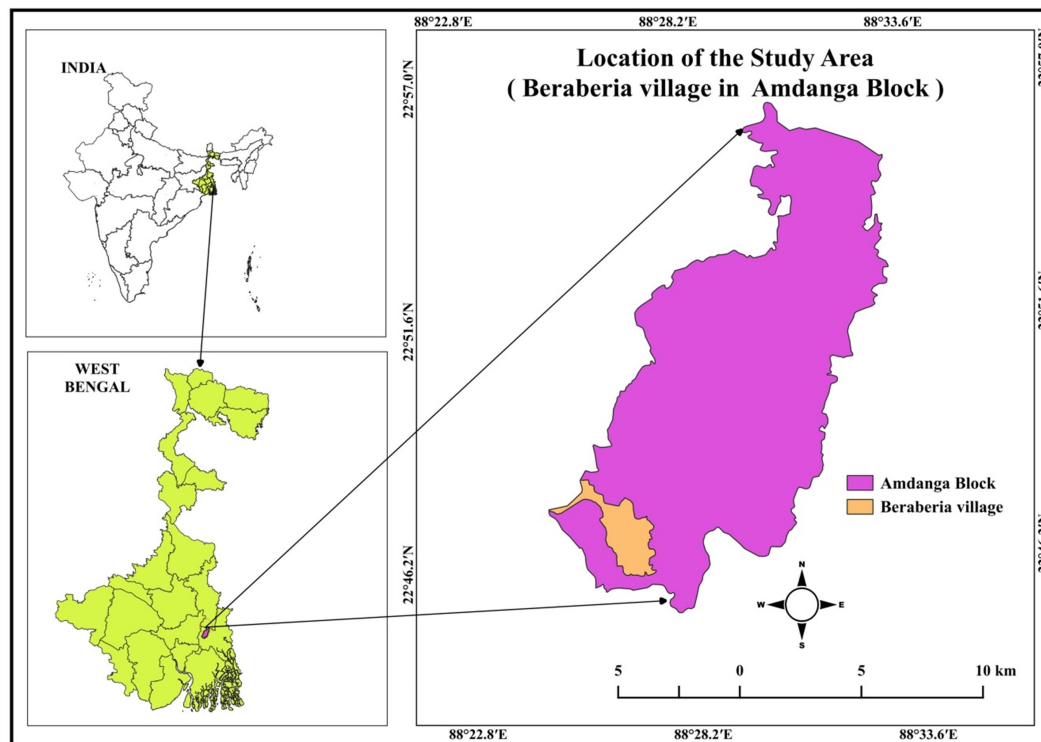 88°22.8′E 88°28.2′E 88°33.6′E
INDIA
Location of the Study Area
( Beraberia village in Amdanga Block )
22°57.0′N
22°51.6′N
WEST
BENGAL
Amdanga Block
Beraberia village
22°46.2′N
N
W E
S
5 0 5 10 km
88°22.8′E 88°28.2′E 88°33.6′E